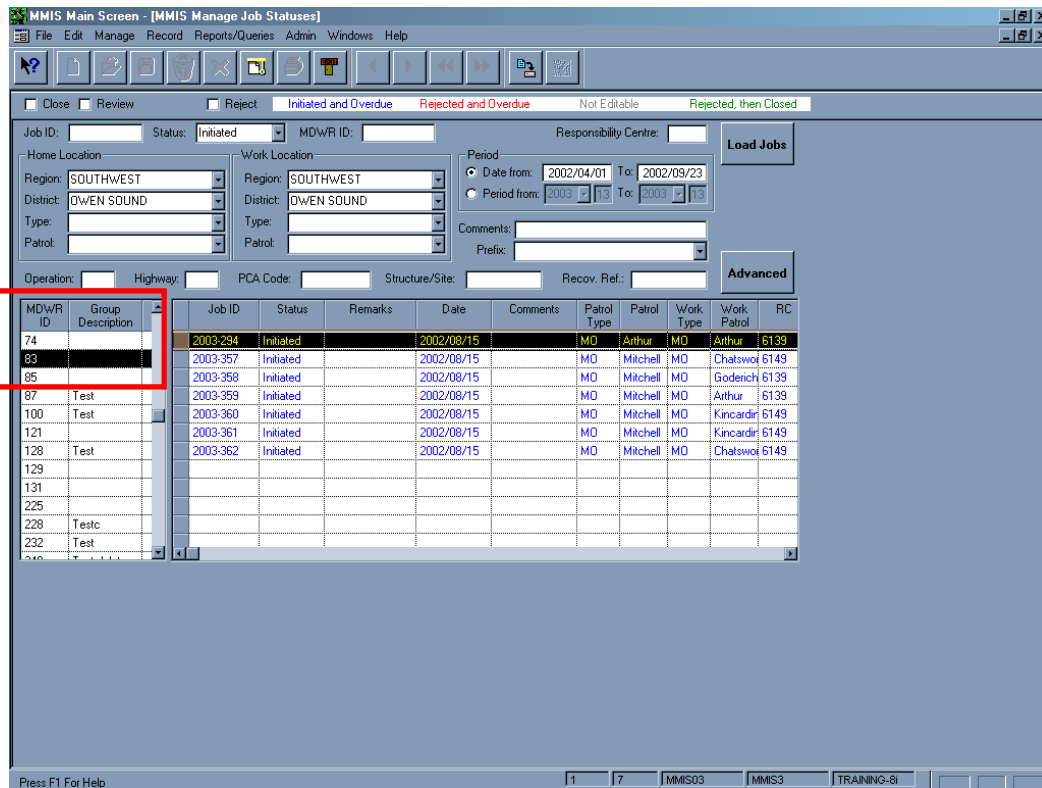 MMIS Main Screen - [MMIS Manage Job Statuses]
File Edit Manage Record Reports/Queries Admin Windows Help
EXIT
Close Review Reject Initiated and Overdue Rejected and Overdue Not Editable Rejected, then Closed
Job ID: Status: Initiated MDWR ID: Responsibility Centre: Load Jobs
Home Location Work Location Period
Region: SOUTHWEST Region: SOUTHWEST Date from: 2002/04/01 To: 2002/09/23
District: OWEN SOUND District: OWEN SOUND Period from: 2003 13 To: 2003 13
Type: Type: Comments:
Patrol: Patrol: Prefix:
Operation: Highway: PCA Code: Structure/Site: Recov. Ref.: Advanced
MDWR ID Group Description Job ID Status Remarks Date Comments Patrol Type Patrol Work Type Work Patrol RC
74 2003-294 Initiated 2002/08/15 MO Arthur MO Arthur 6139
83 2003-357 Initiated 2002/08/15 MO Mitchell MO Chatswor 6149
85 2003-358 Initiated 2002/08/15 MO Mitchell MO Goderich 6139
87 Test 2003-359 Initiated 2002/08/15 MO Mitchell MO Arthur 6139
100 Test 2003-360 Initiated 2002/08/15 MO Mitchell MO Kincardin 6149
121 2003-361 Initiated 2002/08/15 MO Mitchell MO Kincardin 6149
128 Test 2003-362 Initiated 2002/08/15 MO Mitchell MO Chatswor 6149
129
131
225
228 Testc
232 Test
Press F1 For Help 1 7 MMIS03 MMIS3 TRAINING-8i